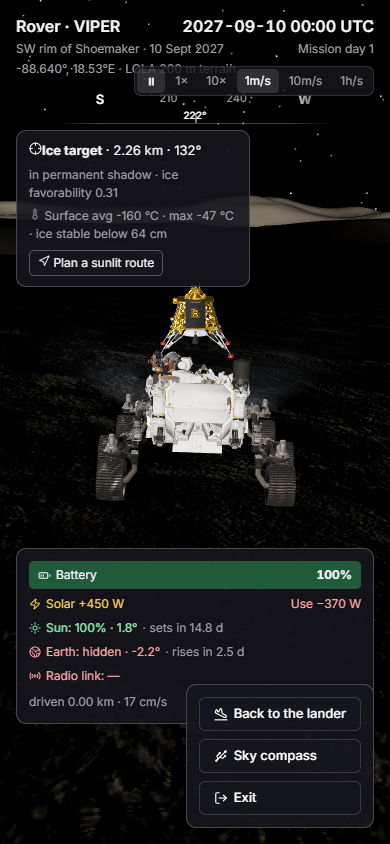 Rover · VIPER
2027-09-10 00:00 UTC
SW rim of Shoemaker · 10 Sept 2027
Mission day 1
-88.640°, 18.53°E · LOLA 200 m terrain
1× 10× 1m/s 10m/s 1h/s
S 210 240 W
222°
Ice target · 2.26 km · 132°
in permanent shadow · ice
favorability 0.31
Surface avg -160 °C · max -47 °C
· ice stable below 64 cm
Plan a sunlit route
Battery 100%
Solar +450 W Use −370 W
Sun: 100% · 1.8° · sets in 14.8 d
Earth: hidden · -2.2° · rises in 2.5 d
Radio link: —
driven 0.00 km · 17 cm/s
Back to the lander
Sky compass
Exit